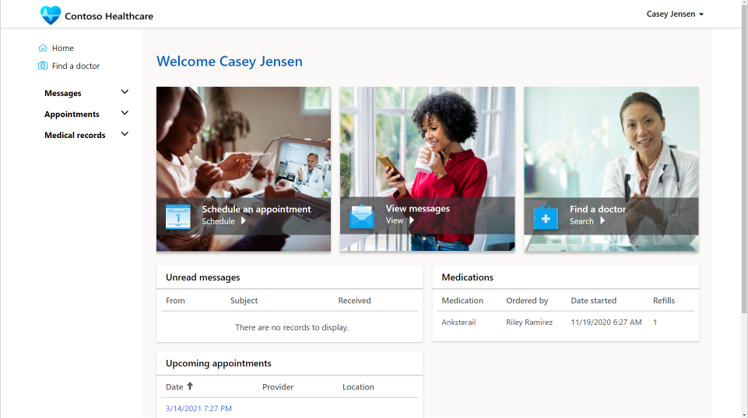 Contoso Healthcare
Casey Jensen
Home
Find a doctor
Messages
Appointments
Medical records
Welcome Casey Jensen
Schedule an appointment
Schedule
View messages
View
Find a doctor
Search
1
Unread messages
From Subject Received
There are no records to display.
Medications
Medication Ordered by Date started Refills
Anksterail Riley Ramirez 11/19/2020 6:27 AM 1
Upcoming appointments
Date Provider Location
3/14/2021 7:27 PM